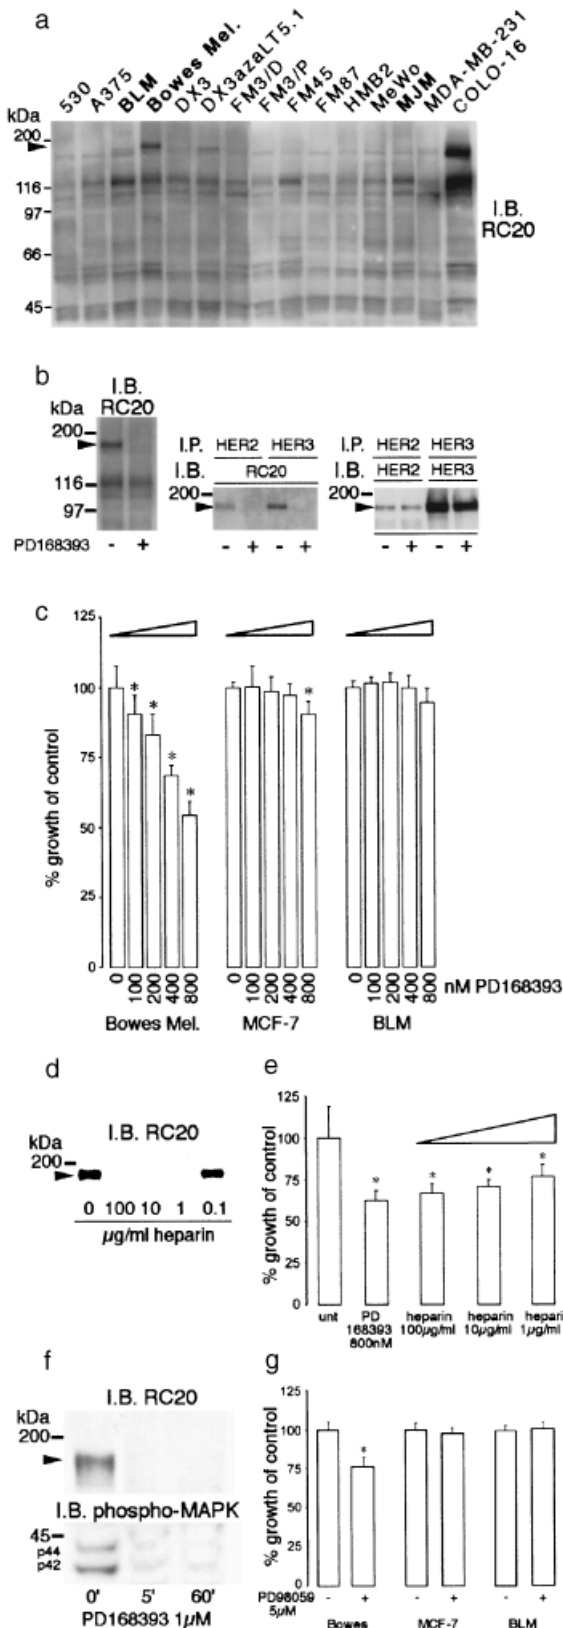 a
530 A375 BLM Bowes Mel. DX3 DX3azaLT5.1 FM3/D FM3/P FM45 FM87 HMB2 MeWo MJM MDA-MB-231 COLO-16
kDa
200
116
97
66
45
I.B.
RC20
b
I.B.
RC20
kDa
200
116
97
PD168393 - +
I.P. HER2 HER3
I.B. RC20
200
- + - +
I.P. HER2 HER3
I.B. HER2 HER3
200
- + - +
c
% growth of control
125
100
75
50
25
0
* * * * *
0 100 200 400 800 0 100 200 400 800 0 100 200 400 800 nM PD168393
Bowes Mel. MCF-7 BLM
d
I.B. RC20
kDa
200
0 100 10 1 0.1
µg/ml heparin
e
% growth of control
125
100
75
50
25
0
* * * *
unt PD heparin heparin heparin
168393 100µg/ml 10µg/ml 1µg/ml
800nM
f
I.B. RC20
kDa
200
I.B. phospho-MAPK
45
p44
p42
0' 5' 60'
PD168393 1µM
g
% growth of control
125
100
75
50
25
0
*
PD98059 - + - + - +
5µM
Bowes MCF-7 BLM